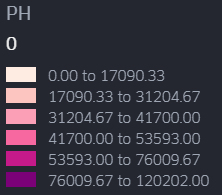 PH
0
0.00 to 17090.33
17090.33 to 31204.67
31204.67 to 41700.00
41700.00 to 53593.00
53593.00 to 76009.67
76009.67 to 120202.00